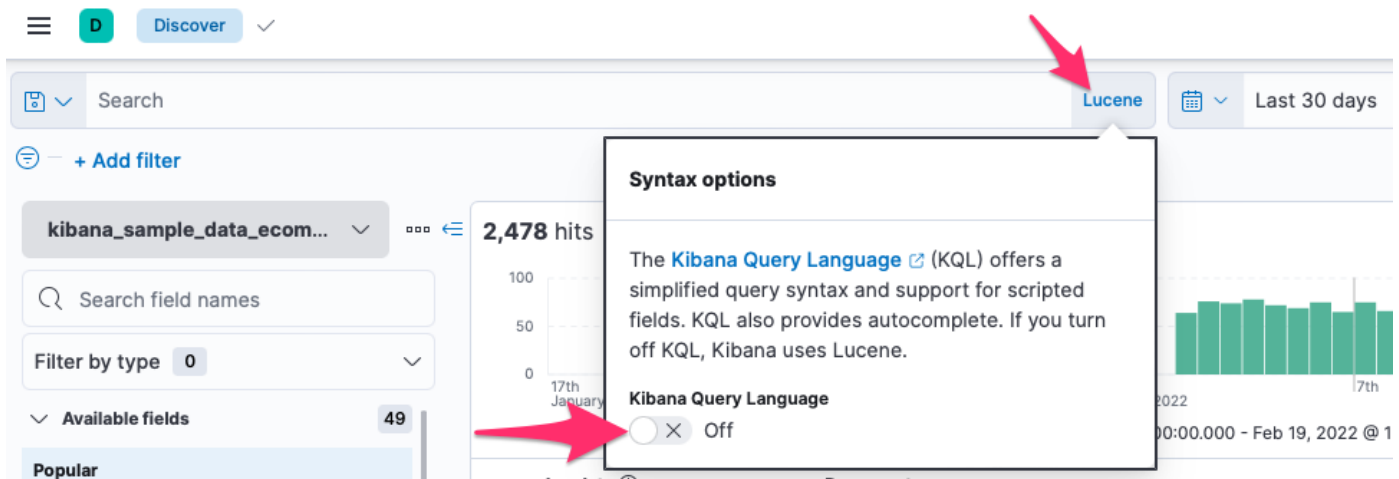 D Discover
Search Lucene Last 30 days
+ Add filter
Syntax options
kibana_sample_data_ecom...
2,478 hits
The Kibana Query Language (KQL) offers a
simplified query syntax and support for scripted
fields. KQL also provides autocomplete. If you turn
off KQL, Kibana uses Lucene.
Search field names
100
50
0
Filter by type 0
17th
January
7th
2022
Kibana Query Language
Off
Available fields 49
00:00.000 - Feb 19, 2022 @ 1
Popular